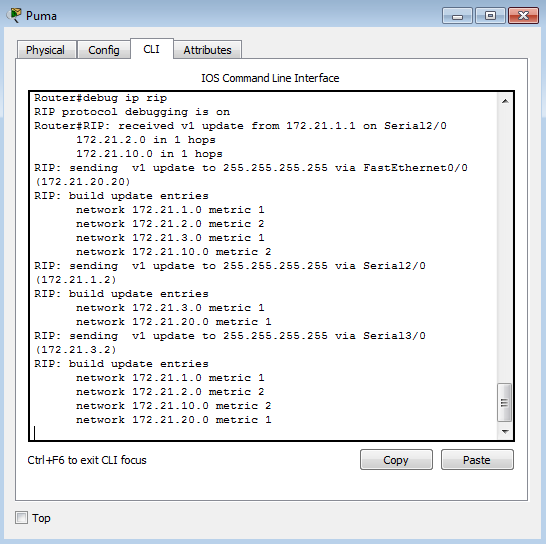 Puma
Physical Config CLI Attributes
IOS Command Line Interface
Router#debug ip rip
RIP protocol debugging is on
Router#RIP: received v1 update from 172.21.1.1 on Serial2/0
172.21.2.0 in 1 hops
172.21.10.0 in 1 hops
RIP: sending  v1 update to 255.255.255.255 via FastEthernet0/0
(172.21.20.20)
RIP: build update entries
network 172.21.1.0 metric 1
network 172.21.2.0 metric 2
network 172.21.3.0 metric 1
network 172.21.10.0 metric 2
RIP: sending  v1 update to 255.255.255.255 via Serial2/0
(172.21.1.2)
RIP: build update entries
network 172.21.3.0 metric 1
network 172.21.20.0 metric 1
RIP: sending  v1 update to 255.255.255.255 via Serial3/0
(172.21.3.2)
RIP: build update entries
network 172.21.1.0 metric 1
network 172.21.2.0 metric 2
network 172.21.10.0 metric 2
network 172.21.20.0 metric 1
Ctrl+F6 to exit CLI focus
Copy Paste
Top